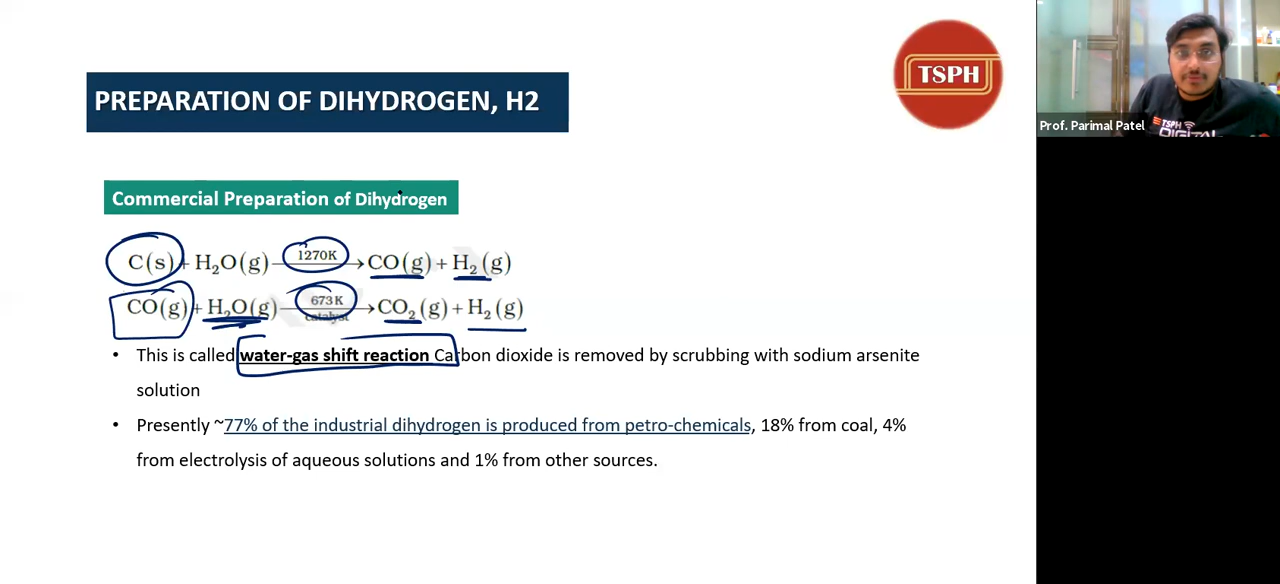 PREPARATION OF DIHYDROGEN, H2
TSPH
Prof. Parimal Patel
TSPH
DIGITAL
Commercial Preparation of Dihydrogen
C(s) + H₂O(g) —1270K→ CO(g) + H₂(g)
CO(g) + H₂O(g) —673K catalyst→ CO₂(g) + H₂(g)
• This is called water-gas shift reaction Carbon dioxide is removed by scrubbing with sodium arsenite
solution
• Presently ~77% of the industrial dihydrogen is produced from petro-chemicals, 18% from coal, 4%
from electrolysis of aqueous solutions and 1% from other sources.